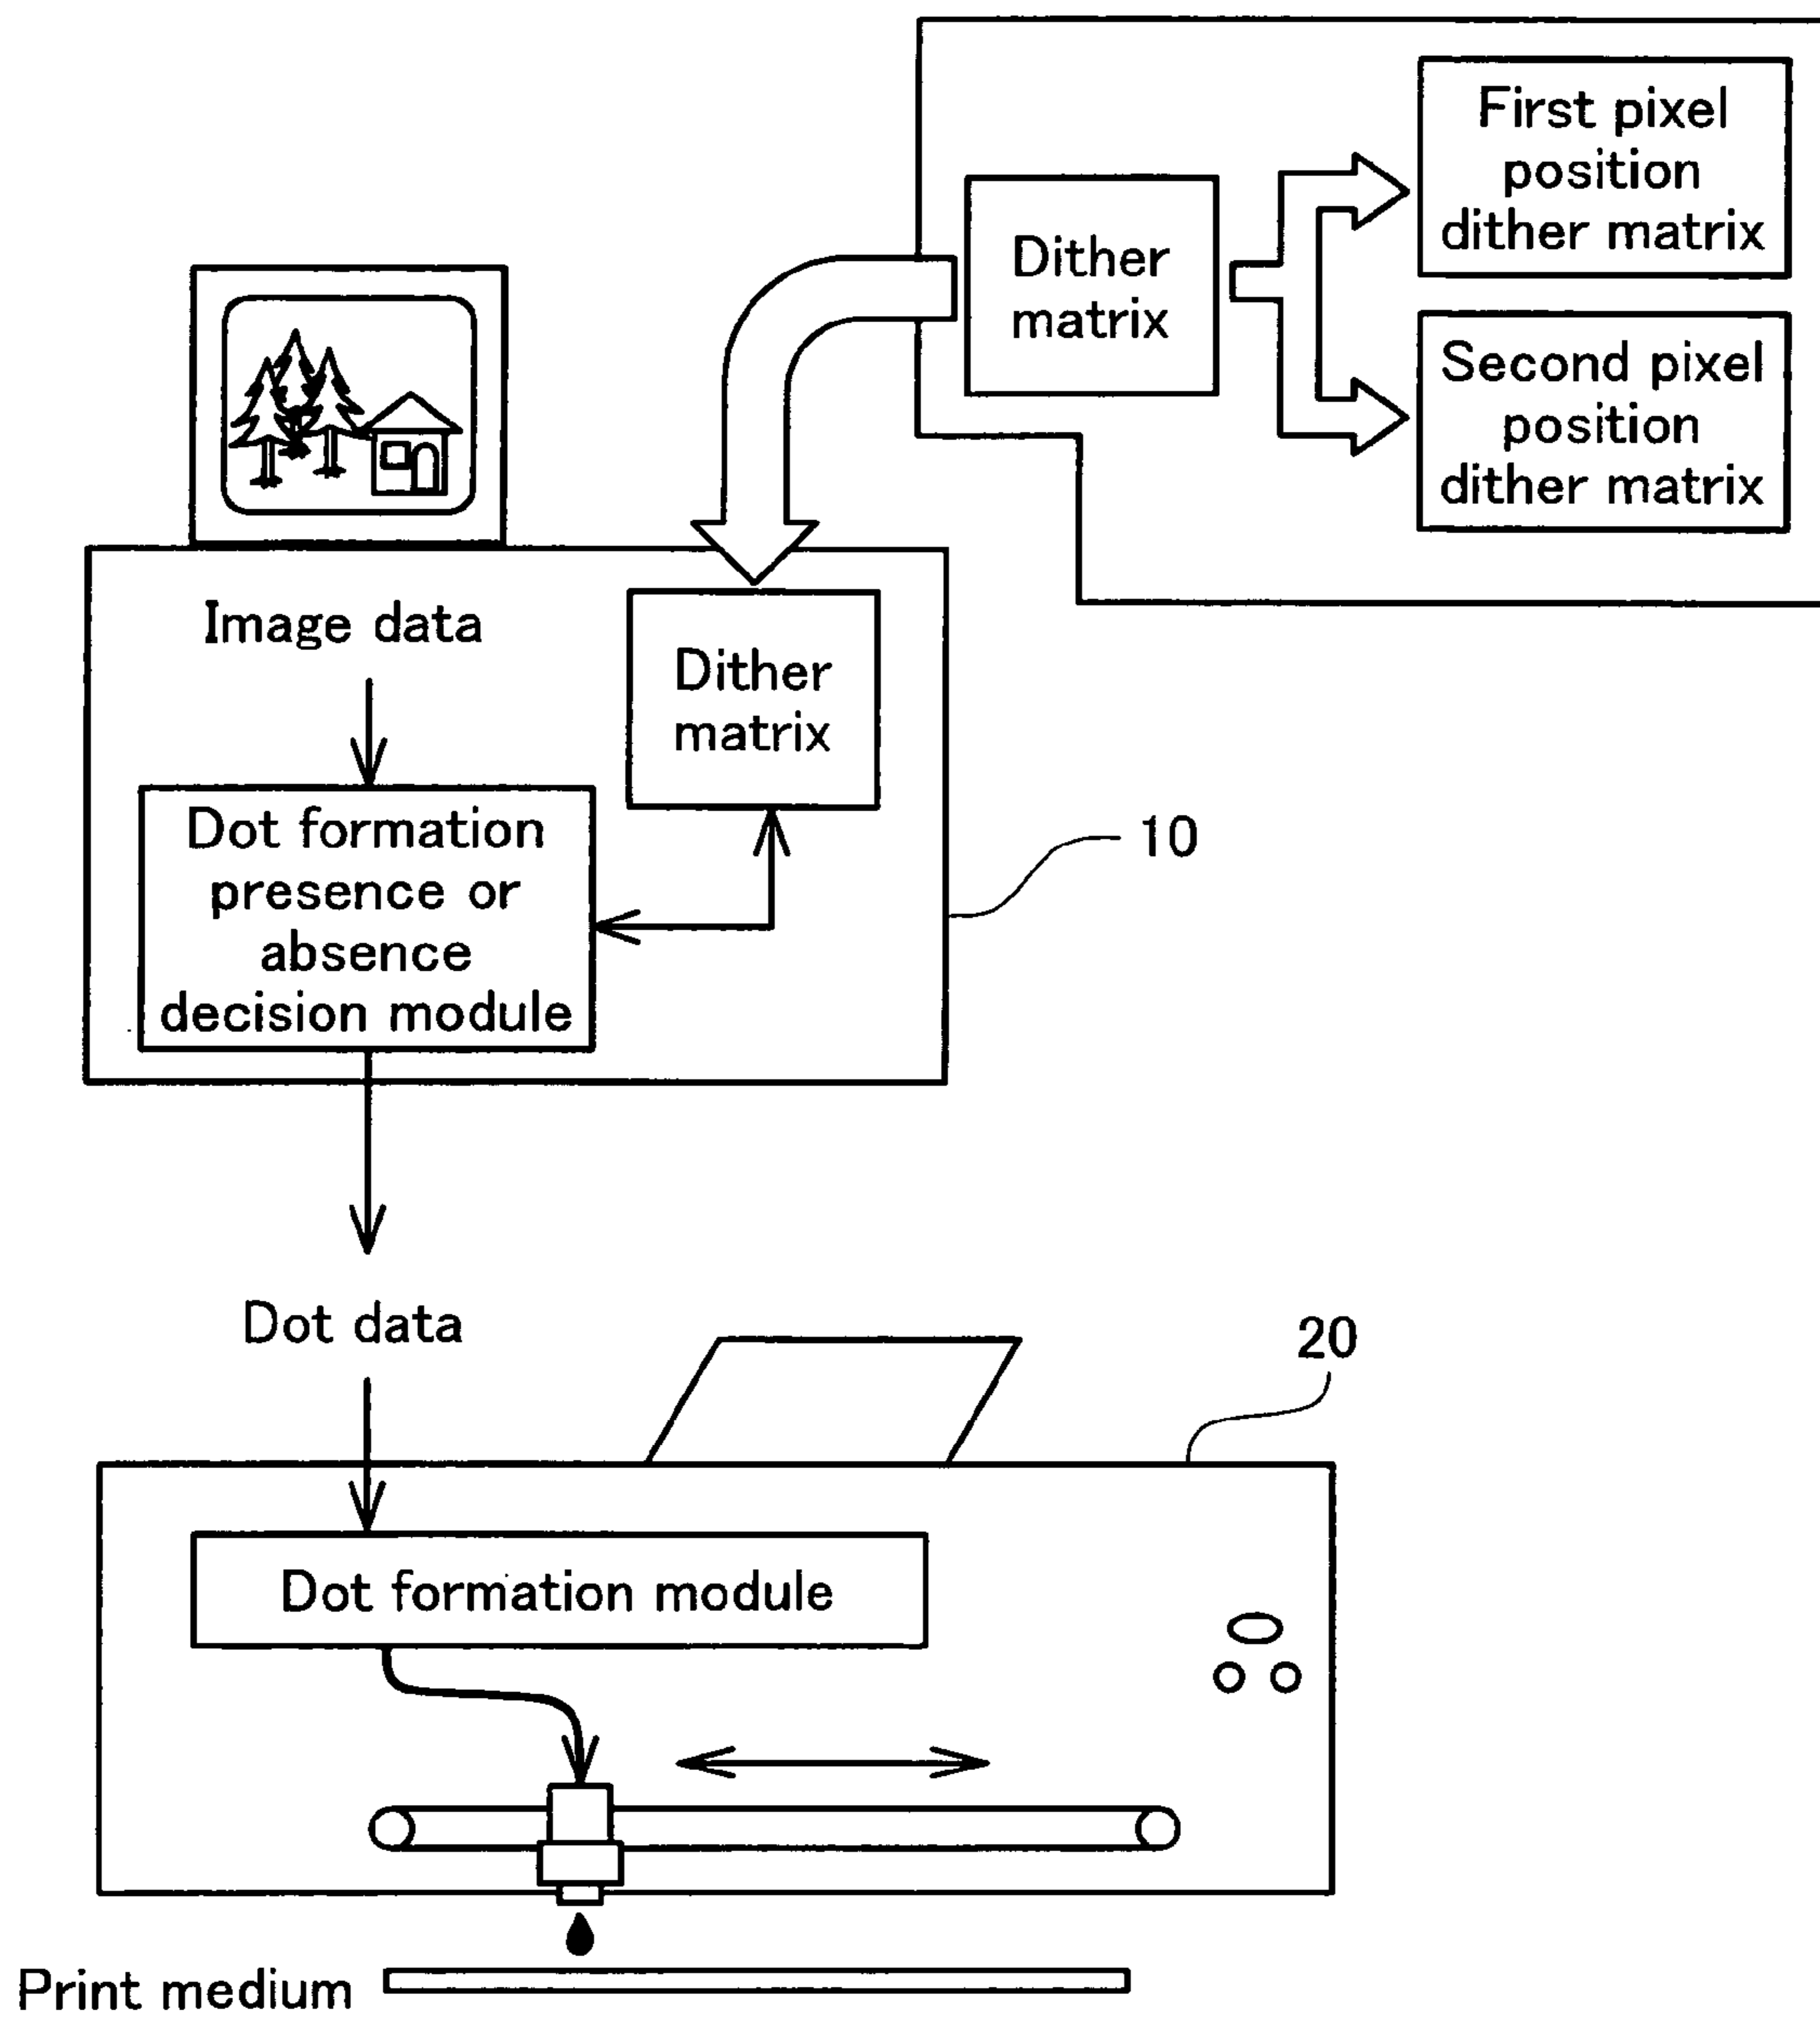 First pixel
position
dither matrix
Dither
matrix
Second pixel
position
dither matrix
Image data
Dither
matrix
Dot formation
presence or
absence
decision module
10
Dot data
20
Dot formation module
Print medium